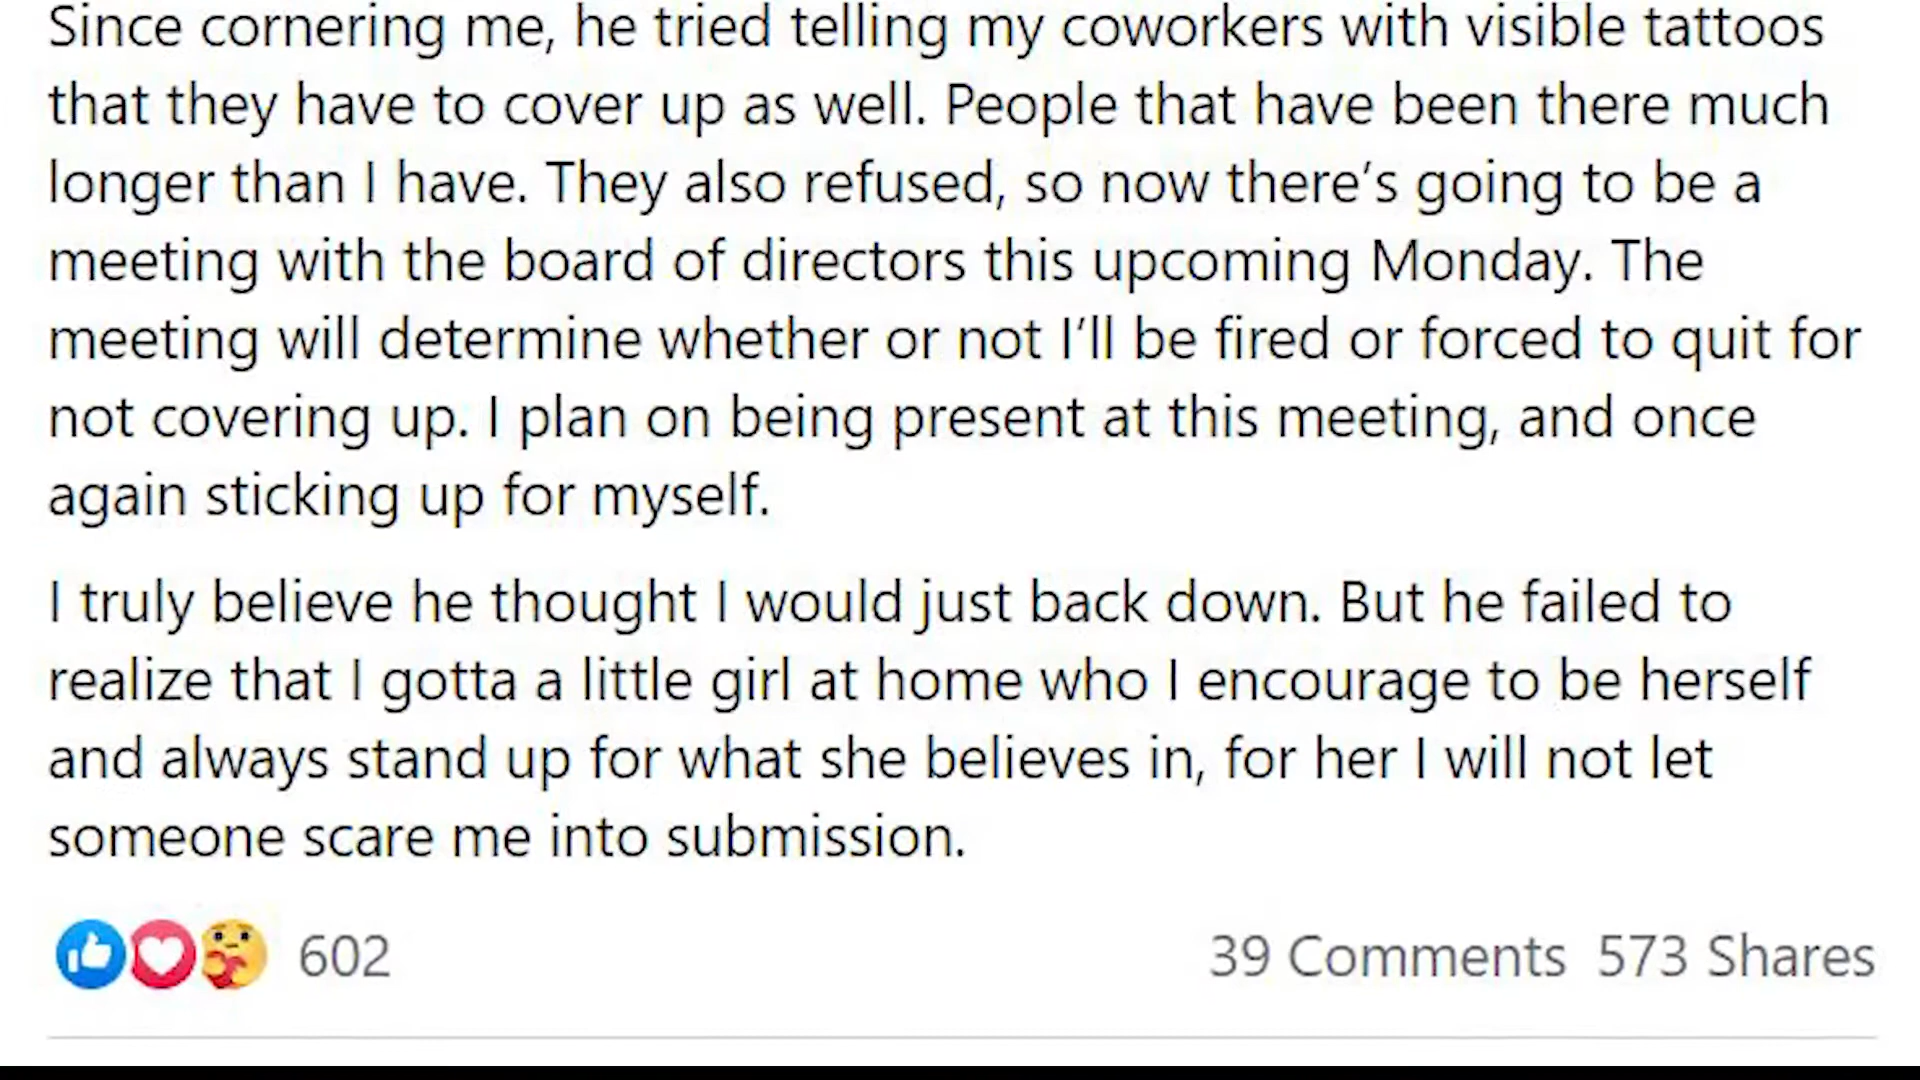 Since cornering me, he tried telling my coworkers with visible tattoos
that they have to cover up as well. People that have been there much
longer than I have. They also refused, so now there’s going to be a
meeting with the board of directors this upcoming Monday. The
meeting will determine whether or not I’ll be fired or forced to quit for
not covering up. I plan on being present at this meeting, and once
again sticking up for myself.
I truly believe he thought I would just back down. But he failed to
realize that I gotta a little girl at home who I encourage to be herself
and always stand up for what she believes in, for her I will not let
someone scare me into submission.
602 39 Comments 573 Shares